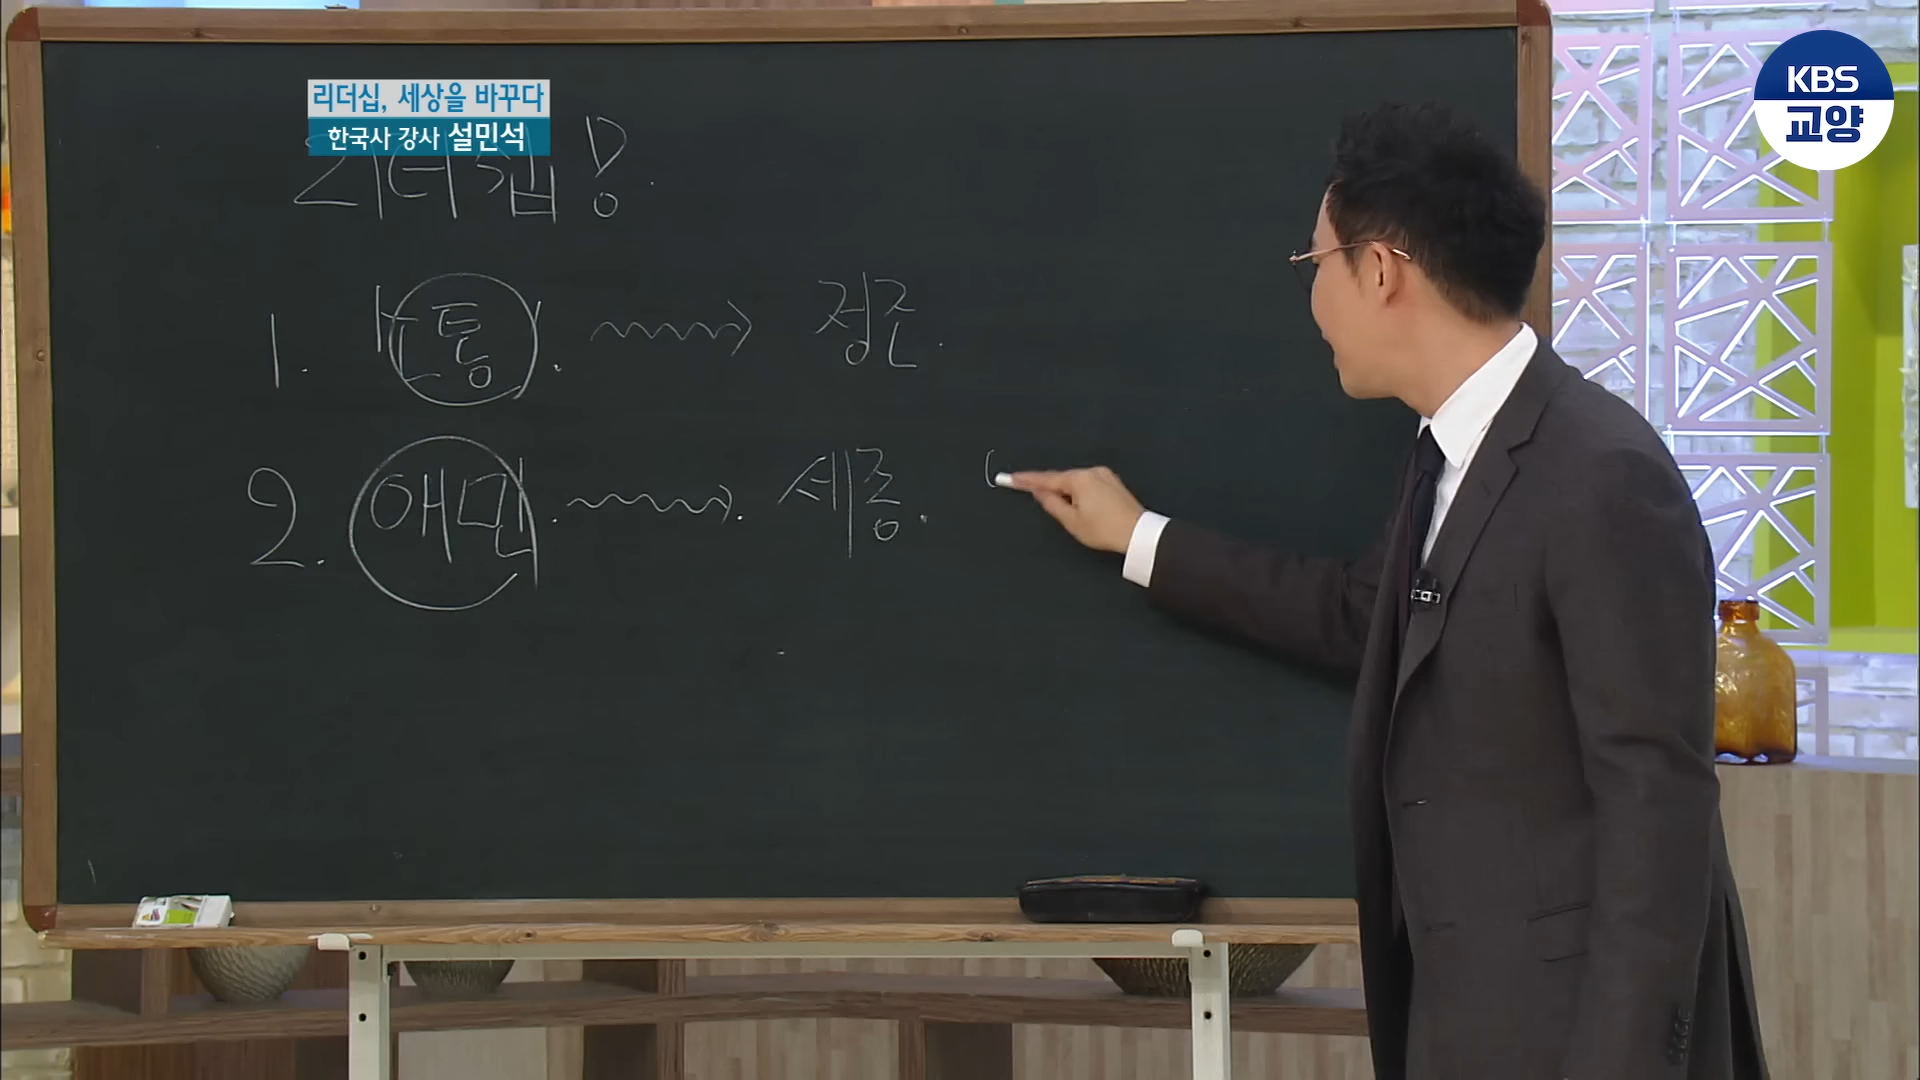 리더십, 세상을 바꾸다
한국사 강사 설민석
KBS
교양
리더십!
1. 소통. → 정조.
2. 애민. → 세종.